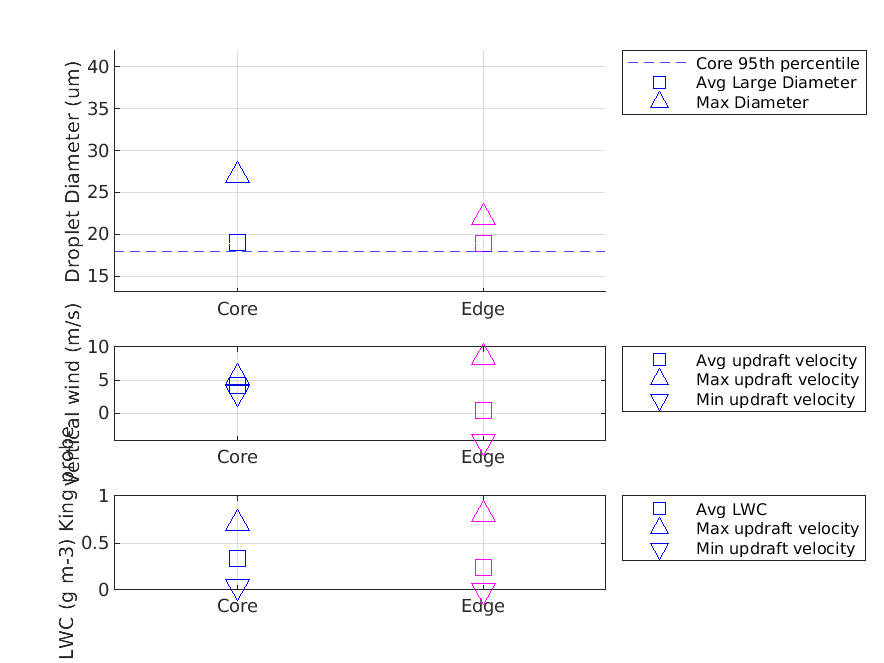 Droplet Diameter (um)
40
35
30
25
20
15
Core
Edge
Core 95th percentile
Avg Large Diameter
Max Diameter
Vertical wind (m/s)
10
5
0
Core
Edge
Avg updraft velocity
Max updraft velocity
Min updraft velocity
LWC (g m-3) King probe
1
0.5
0
Core
Edge
Avg LWC
Max updraft velocity
Min updraft velocity